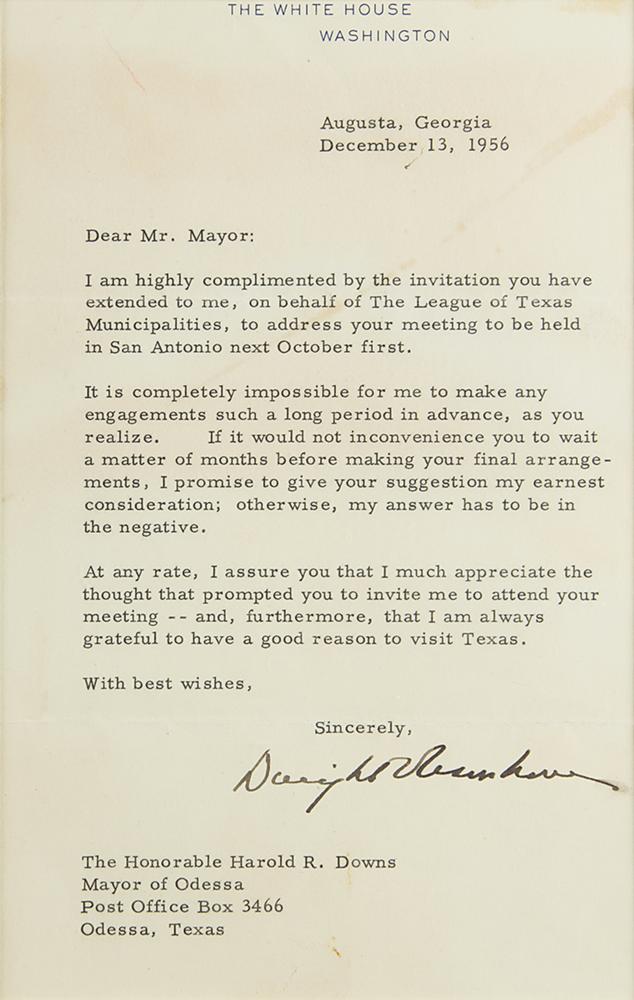 THE WHITE HOUSE
WASHINGTON
Augusta, Georgia
December 13, 1956
Dear Mr. Mayor:
I am highly complimented by the invitation you have
extended to me, on behalf of The League of Texas
Municipalities, to address your meeting to be held
in San Antonio next October first.
It is completely impossible for me to make any
engagements such a long period in advance, as you
realize. If it would not inconvenience you to wait
a matter of months before making your final arrange-
ments, I promise to give your suggestion my earnest
consideration; otherwise, my answer has to be in
the negative.
At any rate, I assure you that I much appreciate the
thought that prompted you to invite me to attend your
meeting -- and, furthermore, that I am always
grateful to have a good reason to visit Texas.
With best wishes,
Sincerely,
Dwight D Eisenhower
The Honorable Harold R. Downs
Mayor of Odessa
Post Office Box 3466
Odessa, Texas